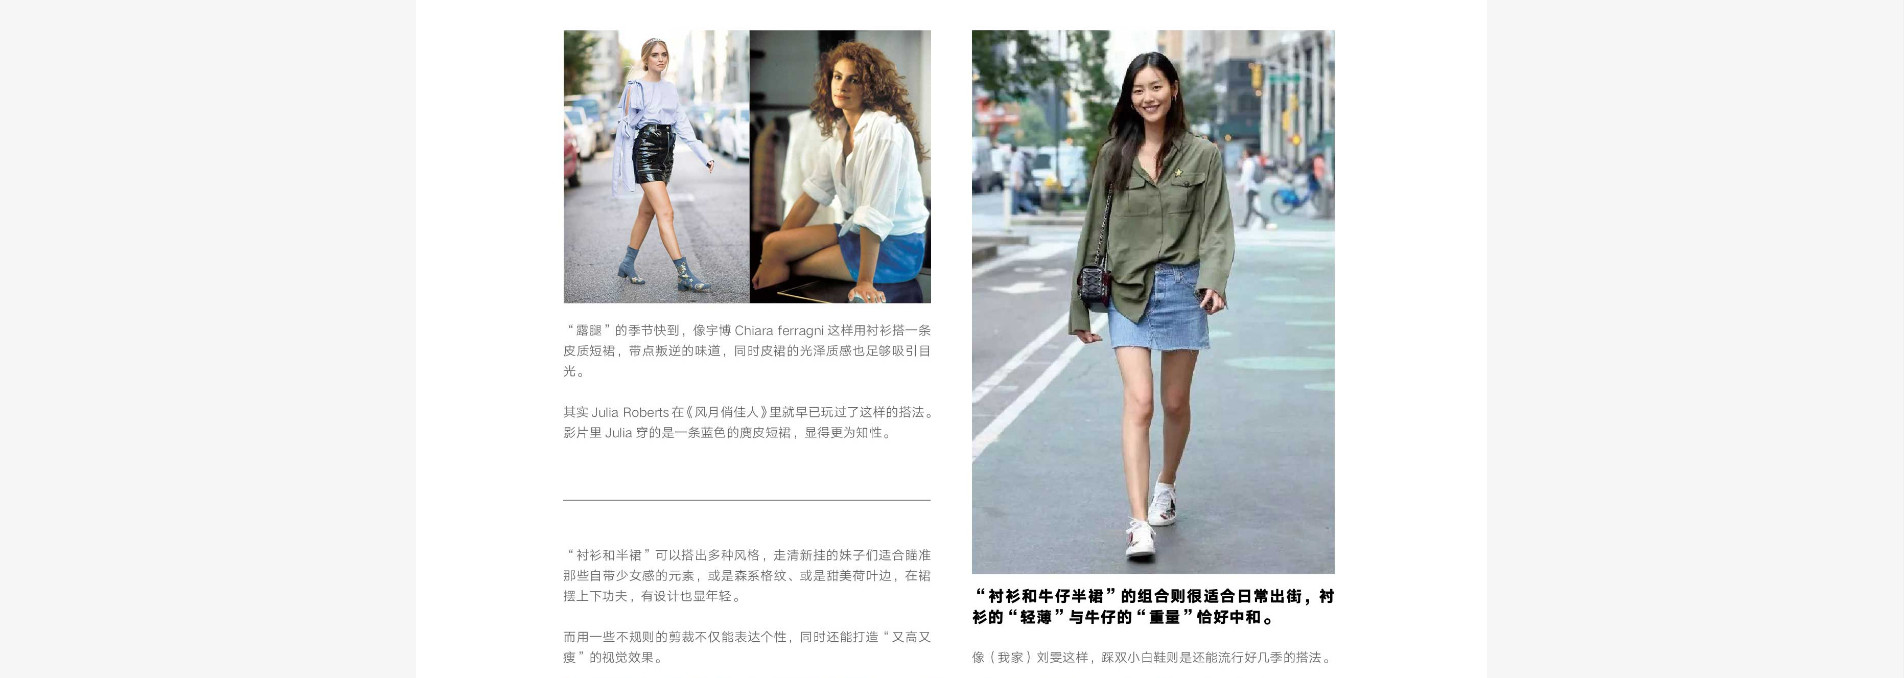 “露腿”的季节快到，像宇博 Chiara ferragni 这样用衬衫搭一条
皮质短裙，带点叛逆的味道，同时皮裙的光泽质感也足够吸引目
光。
其实 Julia Roberts 在《风月俏佳人》里就早已玩过了这样的搭法。
影片里 Julia 穿的是一条蓝色的麂皮短裙，显得更为知性。
“衬衫和半裙”可以搭出多种风格，走清新挂的妹子们适合瞄准
那些自带少女感的元素，或是森系格纹、或是甜美荷叶边，在裙
摆上下功夫，有设计也显年轻。
而用一些不规则的剪裁不仅能表达个性，同时还能打造“又高又
瘦”的视觉效果。
“衬衫和牛仔半裙”的组合则很适合日常出街，衬
衫的“轻薄”与牛仔的“重量”恰好中和。
像（我家）刘雯这样，踩双小白鞋则是还能流行好几季的搭法。